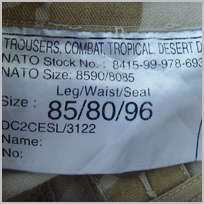 TROUSERS, COMBAT, TROPICAL, DESERT D
NATO Stock No.: 8415-99-978-693
NATO Size: 8590/8085
Leg/Waist/Seat
Size: 85/80/96
DC2CESL/3122
Name:
No: